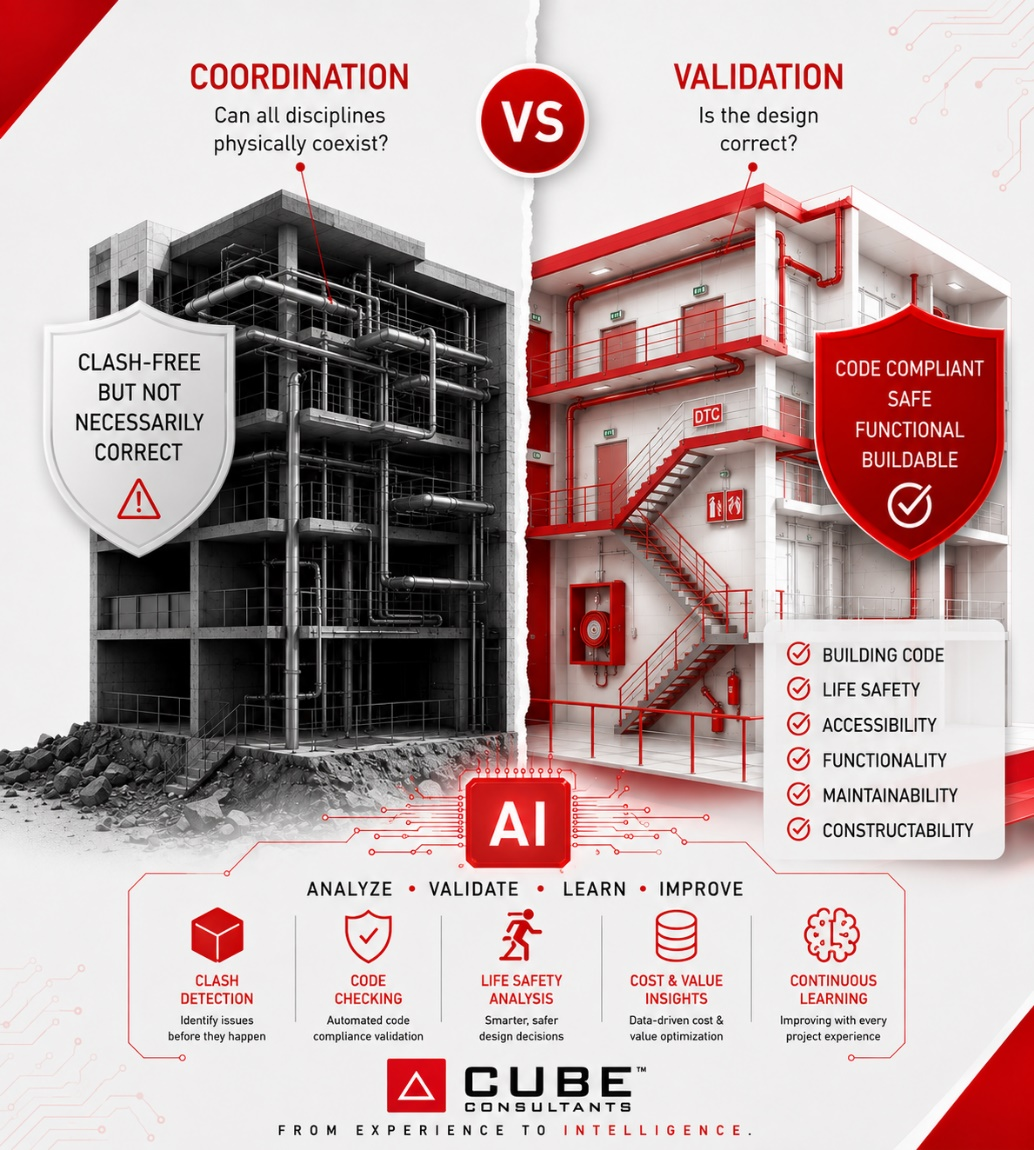 COORDINATION
Can all disciplines
physically coexist?
VS
VALIDATION
Is the design
correct?
CLASH-FREE
BUT NOT
NECESSARILY
CORRECT
DTC
CODE COMPLIANT
SAFE
FUNCTIONAL
BUILDABLE
BUILDING CODE
LIFE SAFETY
ACCESSIBILITY
FUNCTIONALITY
MAINTAINABILITY
CONSTRUCTABILITY
AI
ANALYZE • VALIDATE • LEARN • IMPROVE
CLASH
DETECTION
Identify issues
before they happen
CODE
CHECKING
Automated code
compliance validation
LIFE SAFETY
ANALYSIS
Smarter, safer
design decisions
COST & VALUE
INSIGHTS
Data-driven cost &
value optimization
CONTINUOUS
LEARNING
Improving with every
project experience
CUBE™
CONSULTANTS
FROM EXPERIENCE TO INTELLIGENCE.